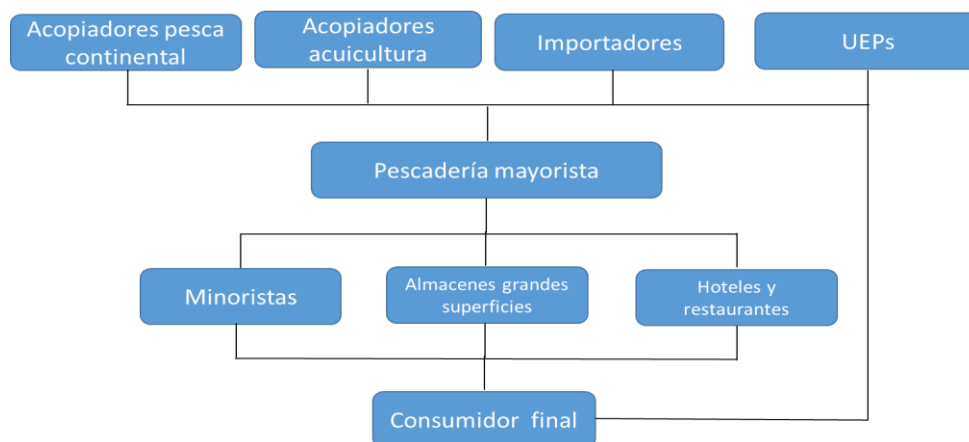 Acopiadores pesca
continental
Acopiadores
acuicultura
Importadores
UEPs
Pescadería mayorista
Minoristas
Almacenes grandes
superficies
Hoteles y
restaurantes
Consumidor final